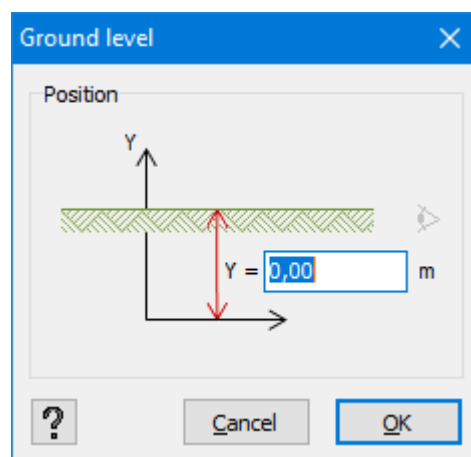 Ground level
Position
Y
Y = 0,00 m
?
Cancel
OK